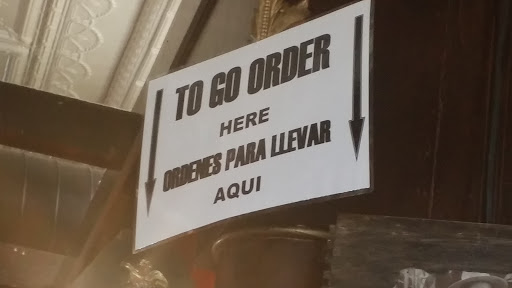 TO GO ORDER
HERE
ORDENES PARA LLEVAR
AQUI